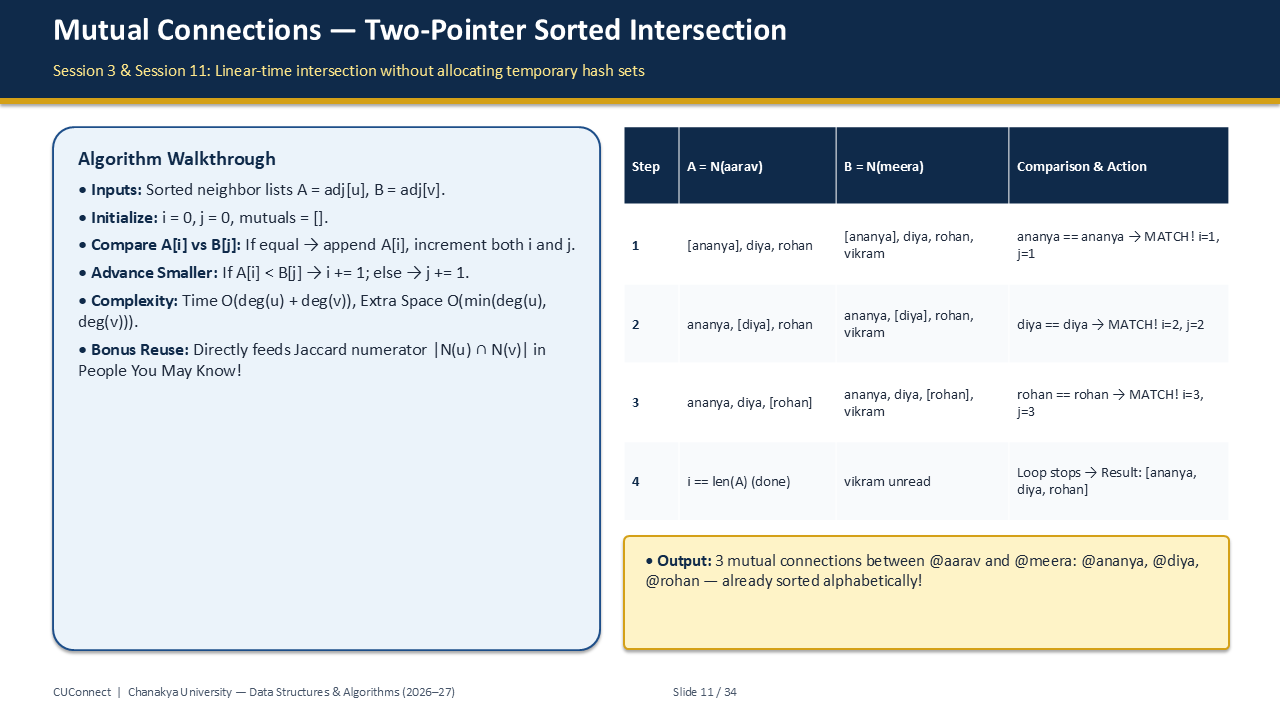 Mutual Connections — Two-Pointer Sorted Intersection
Session 3 & Session 11: Linear-time intersection without allocating temporary hash sets
Algorithm Walkthrough
• Inputs: Sorted neighbor lists A = adj[u], B = adj[v].
• Initialize: i = 0, j = 0, mutuals = [].
• Compare A[i] vs B[j]: If equal → append A[i], increment both i and j.
• Advance Smaller: If A[i] < B[j] → i += 1; else → j += 1.
• Complexity: Time O(deg(u) + deg(v)), Extra Space O(min(deg(u),
deg(v))).
• Bonus Reuse: Directly feeds Jaccard numerator |N(u) ∩ N(v)| in
People You May Know!
Step A = N(aarav) B = N(meera) Comparison & Action
1 [ananya], diya, rohan [ananya], diya, rohan, ananya == ananya → MATCH! i=1,
vikram j=1
2 ananya, [diya], rohan ananya, [diya], rohan, diya == diya → MATCH! i=2, j=2
vikram
3 ananya, diya, [rohan] ananya, diya, [rohan], rohan == rohan → MATCH! i=3,
vikram j=3
4 i == len(A) (done) vikram unread Loop stops → Result: [ananya,
diya, rohan]
• Output: 3 mutual connections between @aarav and @meera: @ananya, @diya,
@rohan — already sorted alphabetically!
CUConnect | Chanakya University — Data Structures & Algorithms (2026–27) Slide 11 / 34